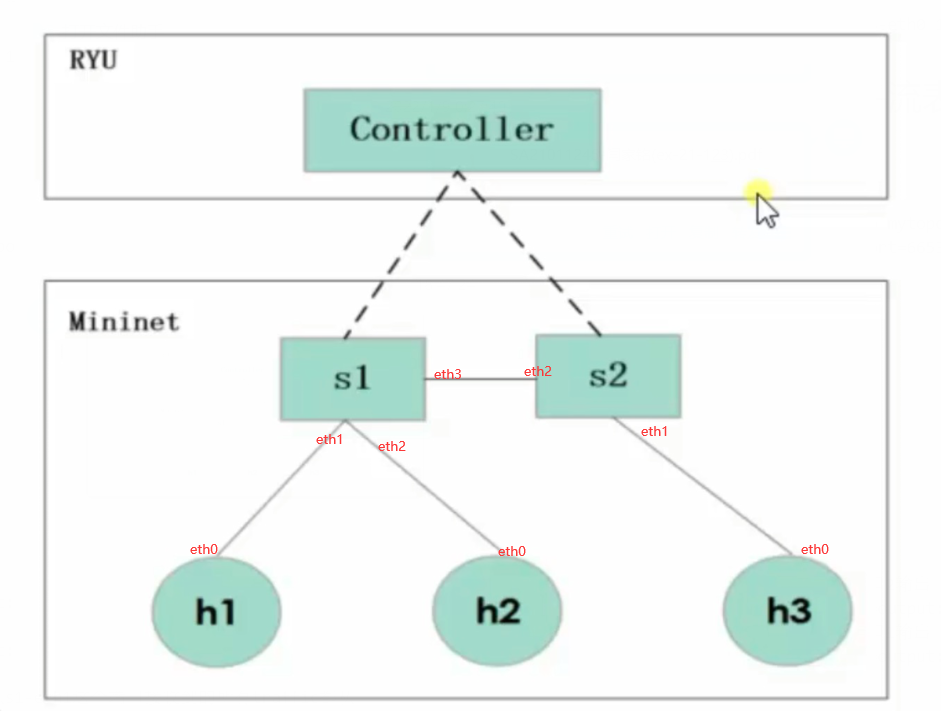 RYU
Controller
Mininet
s1
eth3
eth2
s2
eth1
eth2
eth1
eth0
eth0
eth0
h1
h2
h3